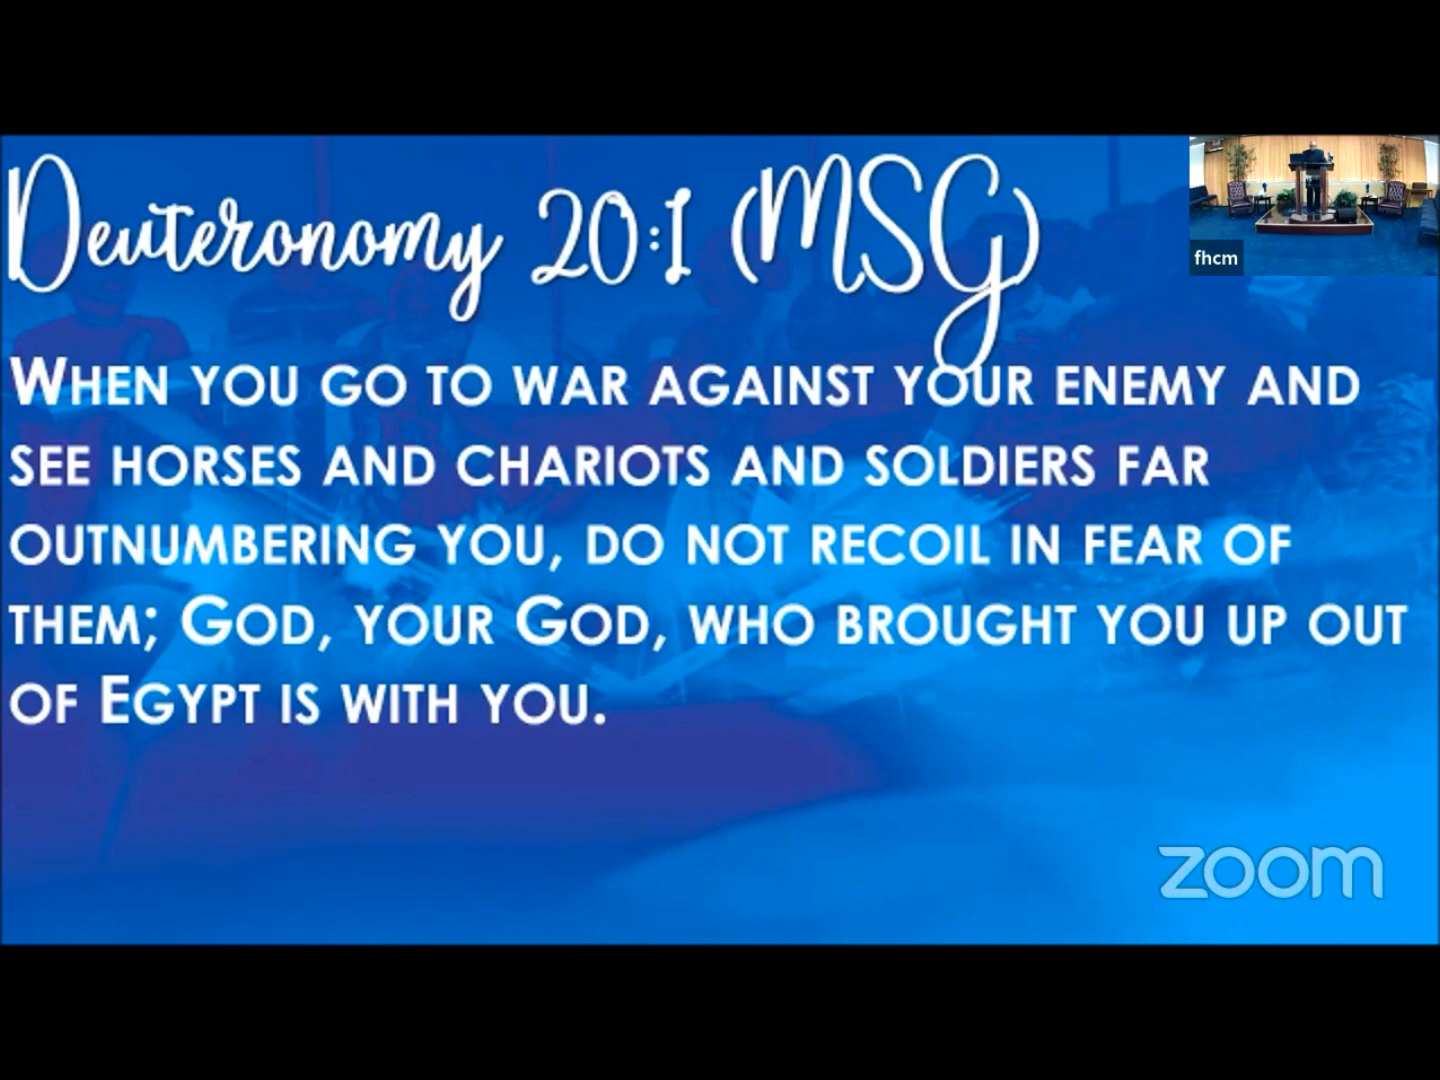 Deuteronomy 20:1 (MSG)
fhcm
When you go to war against your enemy and
see horses and chariots and soldiers far
outnumbering you, do not recoil in fear of
them; God, your God, who brought you up out
of Egypt is with you.
zoom